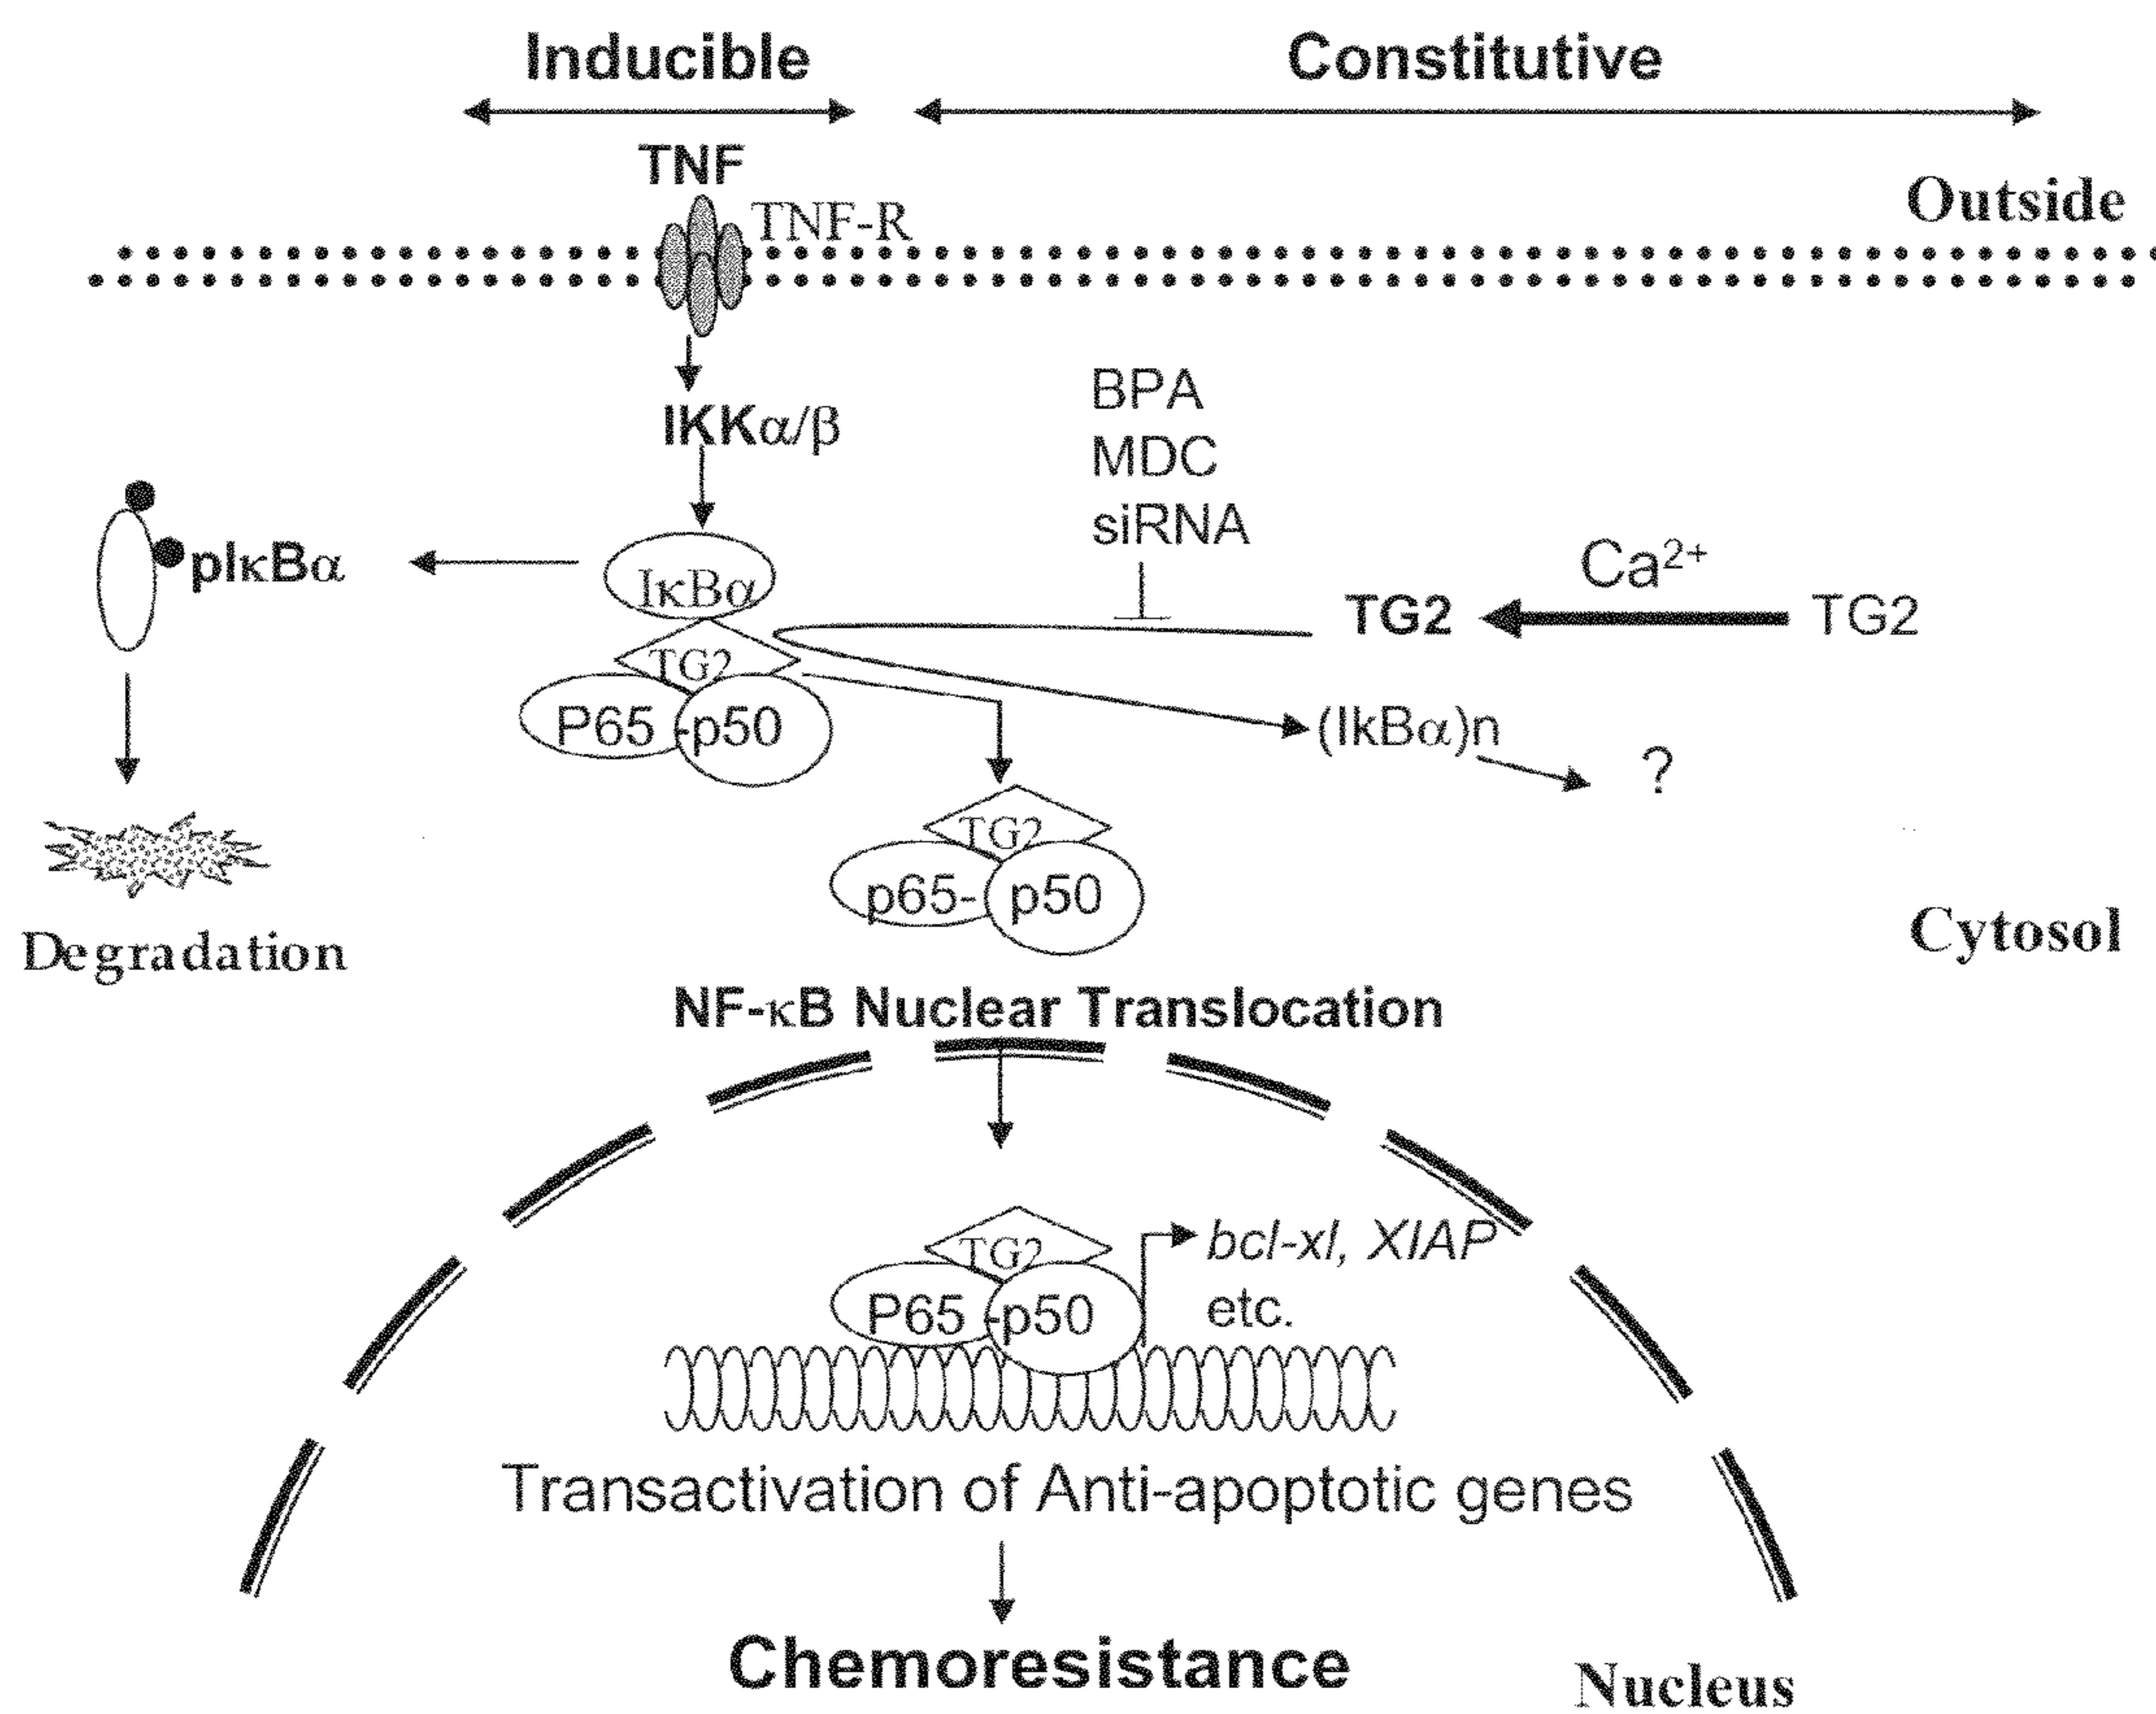 Inducible
Constitutive
TNF
TNF-R
Outside
IKKα/β
BPA
MDC
siRNA
pIκBα
IκBα
Ca²⁺
TG2
TG2
TG2
P65 -p50
(IkBα)n
?
TG2
p65- p50
Degradation
Cytosol
NF-κB Nuclear Translocation
TG2
bcl-xl, XIAP
etc.
P65 -p50
Transactivation of Anti-apoptotic genes
Chemoresistance
Nucleus